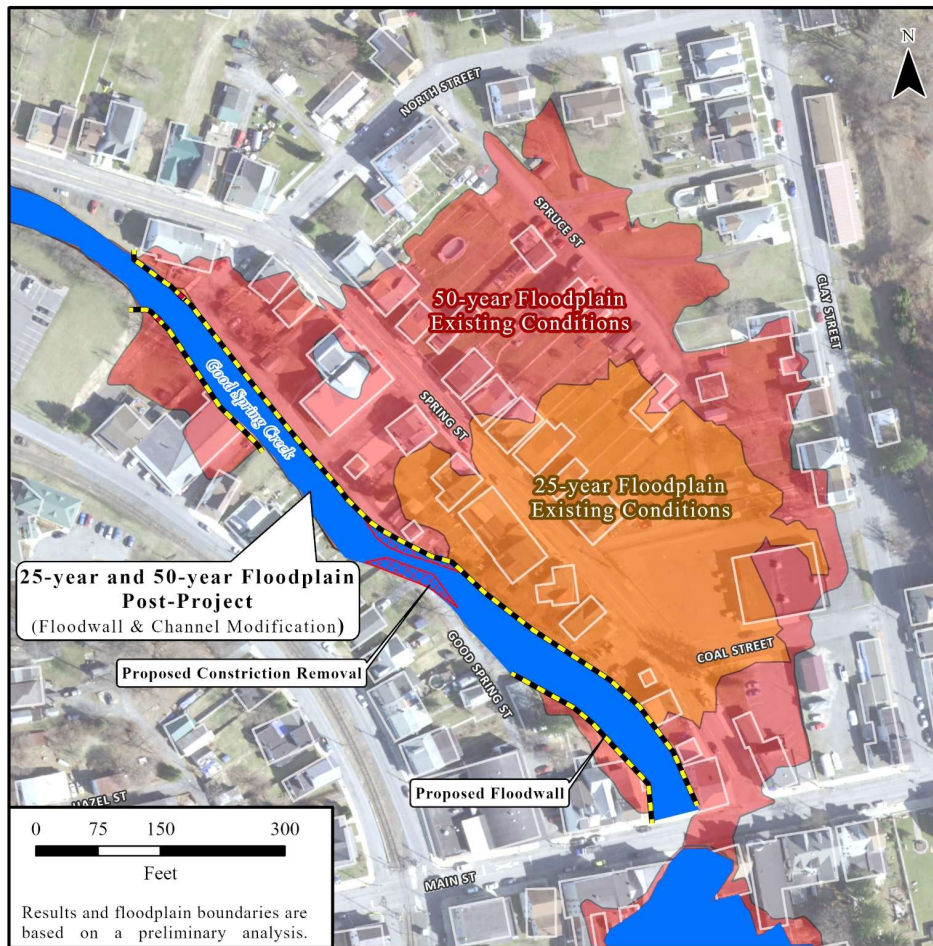 N
NORTH STREET
SPRUCE ST
CLAY STREET
50-year Floodplain
Existing Conditions
Good Spring Creek
SPRING ST
25-year Floodplain
Existing Conditions
25-year and 50-year Floodplain
Post-Project
(Floodwall & Channel Modification)
Proposed Constriction Removal
GOOD SPRING ST
COAL STREET
Proposed Floodwall
HAZEL ST
MAIN ST
0 75 150 300
Feet
Results and floodplain boundaries are
based on a preliminary analysis.